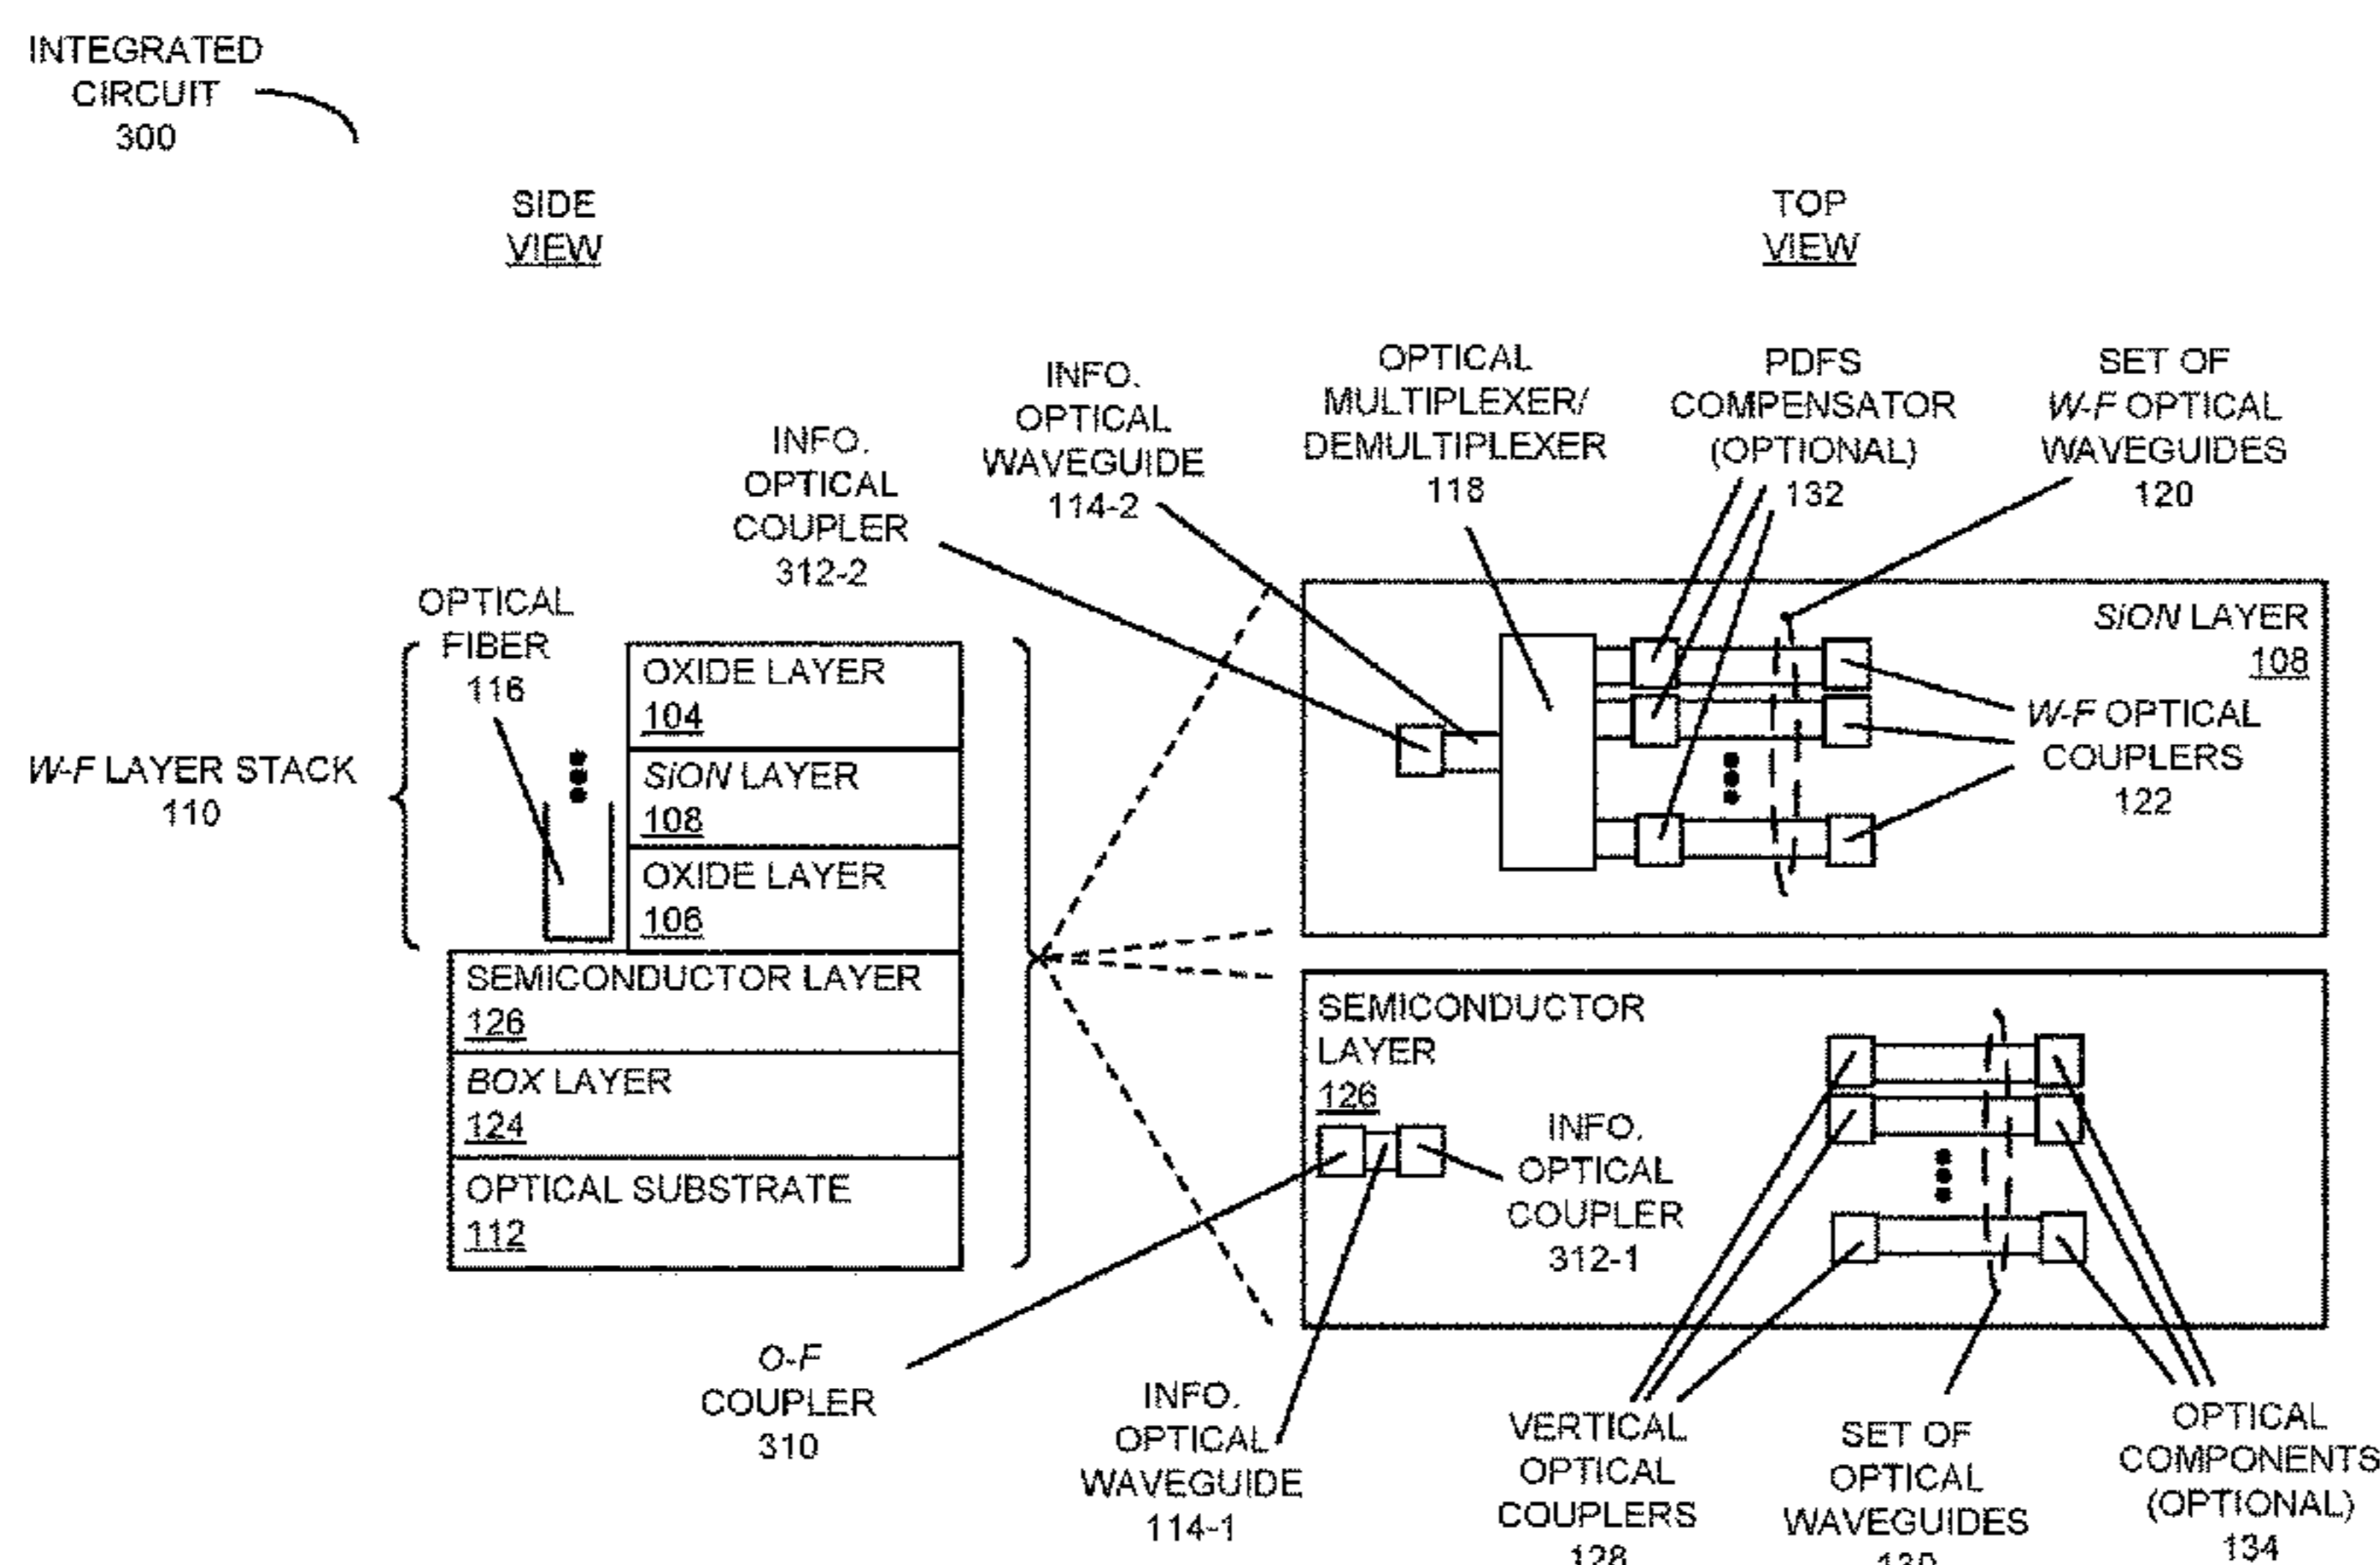 INTEGRATED
CIRCUIT
300
SIDE
VIEW
TOP
VIEW
INFO.
OPTICAL
COUPLER
312-2
INFO.
OPTICAL
WAVEGUIDE
114-2
OPTICAL
MULTIPLEXER/
DEMULTIPLEXER
118
PDFS
COMPENSATOR
(OPTIONAL)
132
SET OF
W-F OPTICAL
WAVEGUIDES
120
OPTICAL
FIBER
116
W-F LAYER STACK
110
OXIDE LAYER
104
SiON LAYER
108
OXIDE LAYER
106
SEMICONDUCTOR LAYER
126
BOX LAYER
124
OPTICAL SUBSTRATE
112
SiON LAYER
108
W-F OPTICAL
COUPLERS
122
SEMICONDUCTOR
LAYER
126
INFO.
OPTICAL
COUPLER
312-1
O-F
COUPLER
310
INFO.
OPTICAL
WAVEGUIDE
114-1
VERTICAL
OPTICAL
COUPLERS
128
SET OF
OPTICAL
WAVEGUIDES
130
OPTICAL
COMPONENTS
(OPTIONAL)
134